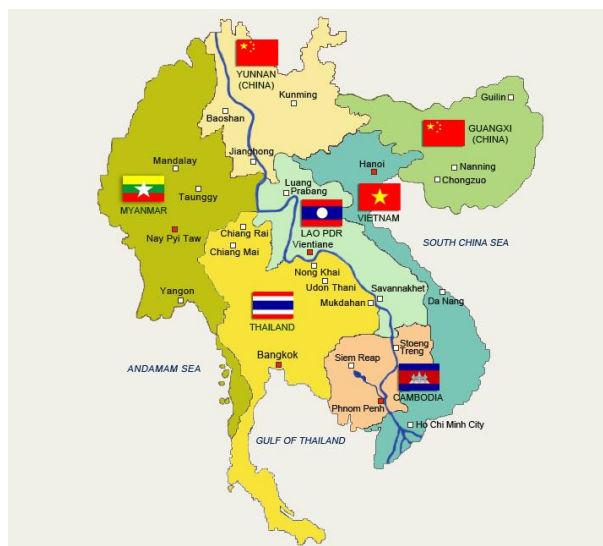 YUNNAN
(CHINA)
Kunming
Baoshan
Guilin
GUANGXI
(CHINA)
Jianghong
Hanoi
Nanning
Chongzuo
Mandalay
Luang
Prabang
Taunggy
MYANMAR
VIETNAM
LAO PDR
Chiang Rai
Nay Pyi Taw
Vientiane
SOUTH CHINA SEA
Chiang Mai
Nong Khai
Udon Thani
Yangon
Savannakhet
Mukdahan
Da Nang
THAILAND
Stoeng
Treng
Bangkok
Siem Reap
ANDAMAM SEA
CAMBODIA
Phnom Penh
Ho Chi Minh City
GULF OF THAILAND